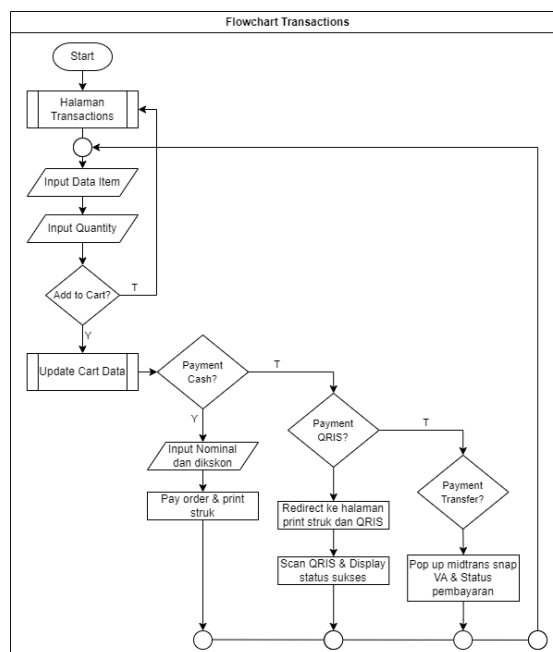 Flowchart Transactions
Start
Halaman
Transactions
Input Data Item
Input Quantity
Add to Cart?
T
Y
Update Cart Data
Payment
Cash?
T
Y
Payment
QRIS?
T
Input Nominal
dan dikskon
Payment
Transfer?
Pay order & print
struk
Redirect ke halaman
print struk dan QRIS
Scan QRIS & Display
status sukses
Pop up midtrans snap
VA & Status
pembayaran